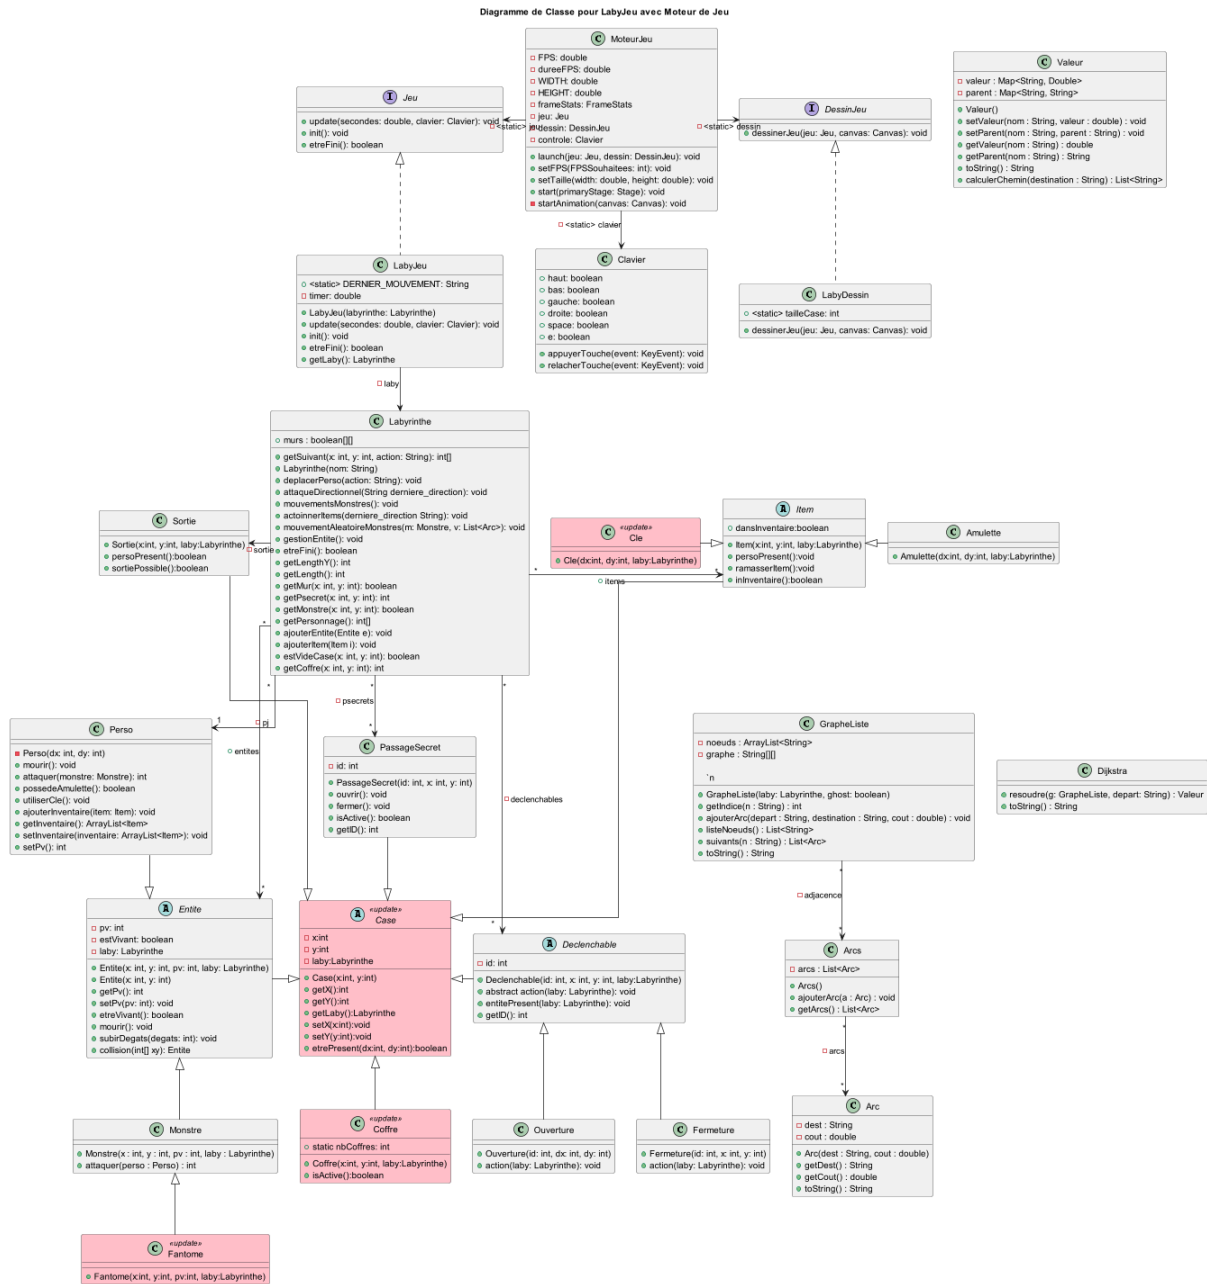 Diagramme de Classe pour LabyJeu avec Moteur de Jeu
C MoteurJeu
FPS: double
dureeFPS: double
WIDTH: double
HEIGHT: double
frameStats: FrameStats
jeu: Jeu
dessin: DessinJeu
controle: Clavier
launch(jeu: Jeu, dessin: DessinJeu): void
setFPS(FPSSouhaitees: int): void
setTaille(width: double, height: double): void
start(primaryStage: Stage): void
startAnimation(canvas: Canvas): void
C Valeur
valeur : Map<String, Double>
parent : Map<String, String>
Valeur()
setValeur(nom : String, valeur : double) : void
setParent(nom : String, parent : String) : void
getValeur(nom : String) : double
getParent(nom : String) : String
toString() : String
calculerChemin(destination : String) : List<String>
I Jeu
update(secondes: double, clavier: Clavier): void
init(): void
etreFini(): boolean
<static> jeu
I DessinJeu
dessinerJeu(jeu: Jeu, canvas: Canvas): void
<static> dessin
<static> clavier
C LabyJeu
<static> DERNIER_MOUVEMENT: String
timer: double
LabyJeu(labyrinthe: Labyrinthe)
update(secondes: double, clavier: Clavier): void
init(): void
etreFini(): boolean
getLaby(): Labyrinthe
C Clavier
haut: boolean
bas: boolean
gauche: boolean
droite: boolean
space: boolean
e: boolean
appuyerTouche(event: KeyEvent): void
relacherTouche(event: KeyEvent): void
C LabyDessin
<static> tailleCase: int
dessinerJeu(jeu: Jeu, canvas: Canvas): void
laby
C Labyrinthe
murs : boolean[][]
getSuivant(x: int, y: int, action: String): int[]
Labyrinthe(nom: String)
deplacerPerso(action: String): void
attaqueDirectionnel(String derniere_direction): void
mouvementsMonstres(): void
actoinnerItems(derniere_direction String): void
mouvementAleatoireMonstres(m: Monstre, v: List<Arc>): void
gestionEntite(): void
etreFini(): boolean
getLengthY(): int
getLength(): int
getMur(x: int, y: int): boolean
getPsecret(x: int, y: int): int
getMonstre(x: int, y: int): boolean
getPersonnage(): int[]
ajouterEntite(Entite e): void
ajouterItem(Item i): void
estVideCase(x: int, y: int): boolean
getCoffre(x: int, y: int): int
C Sortie
Sortie(x:int, y:int, laby:Labyrinthe)
persoPresent():boolean
sortiePossible():boolean
sortie
C «update»
Cle
Cle(dx:int, dy:int, laby:Labyrinthe)
A Item
dansInventaire:boolean
Item(x:int, y:int, laby:Labyrinthe)
persoPresent():void
ramasserItem():void
inInventaire():boolean
C Amulette
Amulette(dx:int, dy:int, laby:Labyrinthe)
* *
items
* * * *
psecrets
1 pj
*
entites
declenchables
C Perso
Perso(dx: int, dy: int)
mourir(): void
attaquer(monstre: Monstre): int
possedeAmulette(): boolean
utiliserCle(): void
ajouterInventaire(item: Item): void
getInventaire(): ArrayList<Item>
setInventaire(inventaire: ArrayList<Item>): void
setPv(): int
C PassageSecret
id: int
PassageSecret(id: int, x: int, y: int)
ouvrir(): void
fermer(): void
isActive(): boolean
getID(): int
C GrapheListe
noeuds : ArrayList<String>
graphe : String[][]
`n
GrapheListe(laby: Labyrinthe, ghost: boolean)
getIndice(n : String) : int
ajouterArc(depart : String, destination : String, cout : double) : void
listeNoeuds() : List<String>
suivants(n : String) : List<Arc>
toString() : String
C Dijkstra
resoudre(g: GrapheListe, depart: String) : Valeur
toString() : String
*
adjacence
*
*
*
A Entite
pv: int
estVivant: boolean
laby: Labyrinthe
Entite(x: int, y: int, pv: int, laby: Labyrinthe)
Entite(x: int, y: int)
getPv(): int
setPv(pv: int): void
etreVivant(): boolean
mourir(): void
subirDegats(degats: int): void
collision(int[] xy): Entite
A «update»
Case
x:int
y:int
laby:Labyrinthe
Case(x:int, y:int)
getX():int
getY():int
getLaby():Labyrinthe
setX(x:int):void
setY(y:int):void
etrePresent(dx:int, dy:int):boolean
A Declenchable
id: int
Declenchable(id: int, x: int, y: int, laby:Labyrinthe)
abstract action(laby: Labyrinthe): void
entitePresent(laby: Labyrinthe): void
getID(): int
C Arcs
arcs : List<Arc>
Arcs()
ajouterArc(a : Arc) : void
getArcs() : List<Arc>
*
arcs
*
C Monstre
Monstre(x : int, y : int, pv : int, laby : Labyrinthe)
attaquer(perso : Perso) : int
C «update»
Coffre
static nbCoffres: int
Coffre(x:int, y:int, laby:Labyrinthe)
isActive():boolean
C Ouverture
Ouverture(id: int, dx: int, dy: int)
action(laby: Labyrinthe): void
C Fermeture
Fermeture(id: int, x: int, y: int)
action(laby: Labyrinthe): void
C Arc
dest : String
cout : double
Arc(dest : String, cout : double)
getDest() : String
getCout() : double
toString() : String
C «update»
Fantome
Fantome(x:int, y:int, pv:int, laby:Labyrinthe)